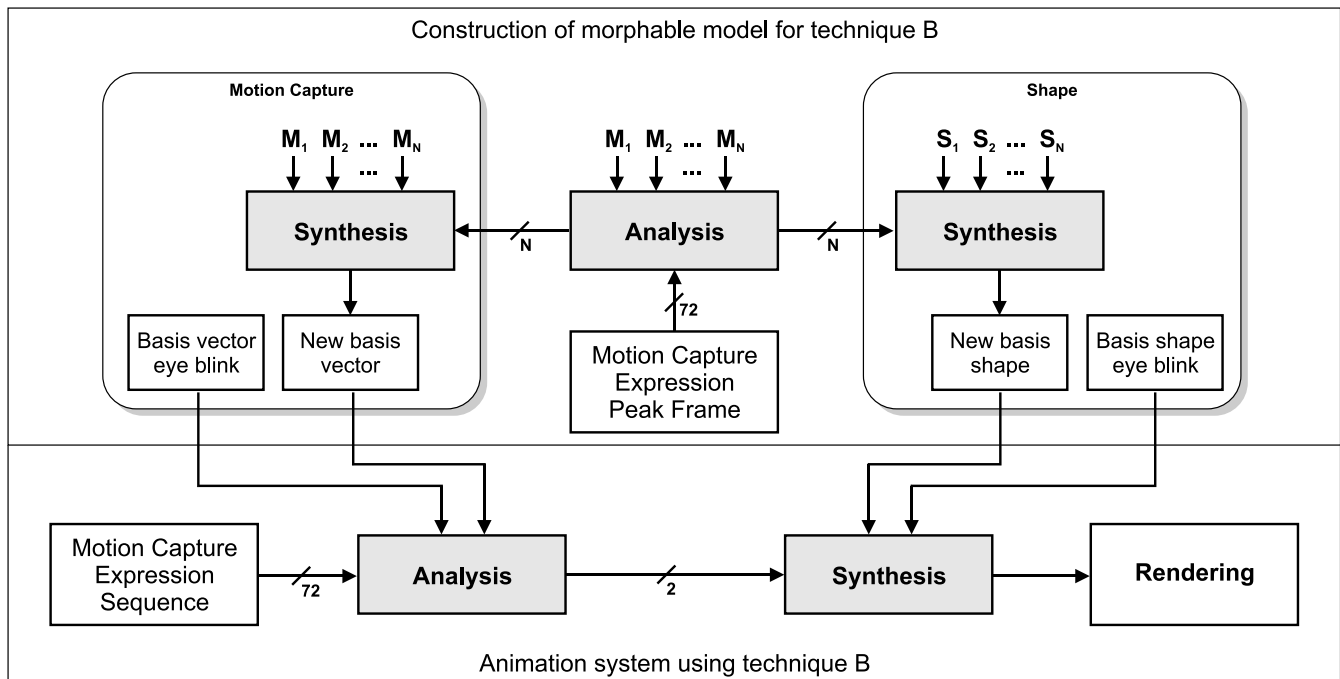 Construction of morphable model for technique B
Motion Capture
Shape
M1 M2 ... MN
M1 M2 ... MN
S1 S2 ... SN
...
...
...
Synthesis
Analysis
Synthesis
N
N
72
Basis vector
eye blink
New basis
vector
Motion Capture
Expression
Peak Frame
New basis
shape
Basis shape
eye blink
Motion Capture
Expression
Sequence
72
Analysis
2
Synthesis
Rendering
Animation system using technique B